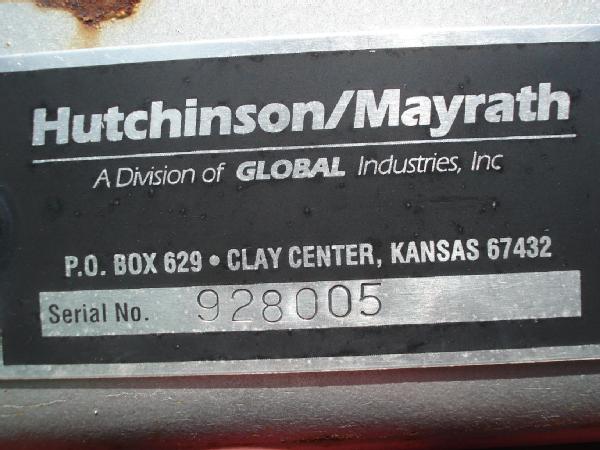 Hutchinson/Mayrath
A Division of GLOBAL Industries, Inc
P.O. BOX 629 • CLAY CENTER, KANSAS 67432
Serial No. 928005